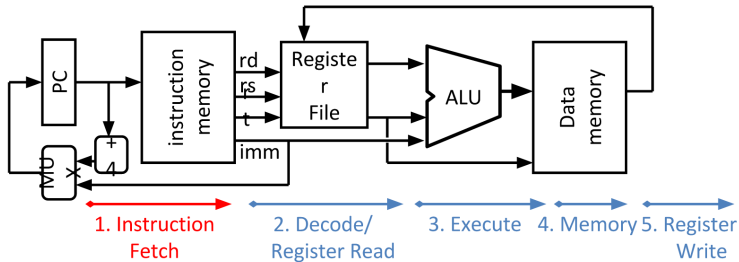 PC
+
4
MU
X
instruction
memory
rd
rs
r
t
imm
Registe
r
File
ALU
Data
memory
1. Instruction
Fetch
2. Decode/
Register Read
3. Execute
4. Memory
5. Register
Write